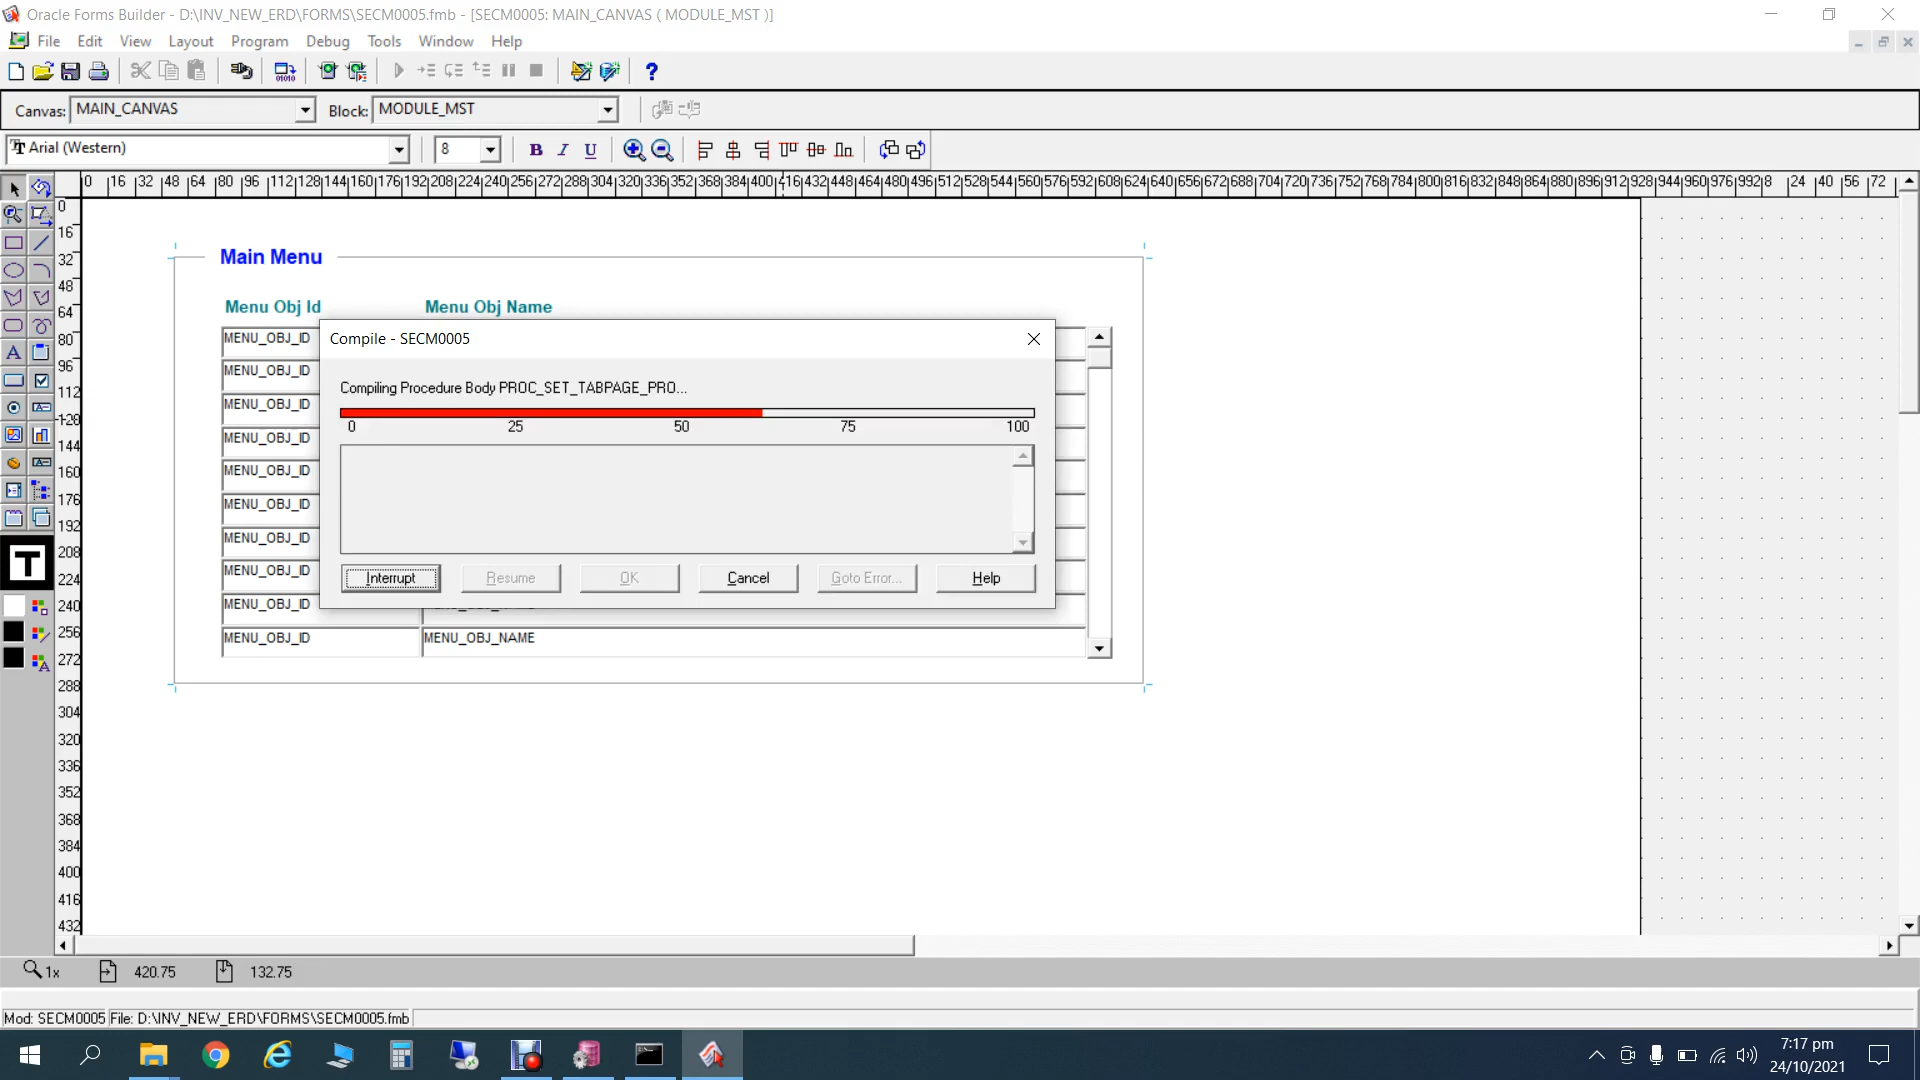 Oracle Forms Builder - D:\INV_NEW_ERD\FORMS\SECM0005.fmb - [SECM0005: MAIN_CANVAS ( MODULE_MST )]
File Edit View Layout Program Debug Tools Window Help
Canvas: MAIN_CANVAS Block: MODULE_MST
Arial (Western) 8 B I U
0 16 32 48 64 80 96 112 128 144 160 176 192 208 224 240 256 272 288 304 320 336 352 368 384 400 416 432 448 464 480 496 512 528 544 560 576 592 608 624 640 656 672 688 704 720 736 752 768 784 800 816 832 848 864 880 896 912 928 944 960 976 992 8 24 40 56 72
0
16
32
48
64
80
96
112
128
144
160
176
192
208
224
240
256
272
288
304
320
336
352
368
384
400
416
432
Main Menu
Menu Obj Id Menu Obj Name
MENU_OBJ_ID
MENU_OBJ_ID
MENU_OBJ_ID
MENU_OBJ_ID
MENU_OBJ_ID
MENU_OBJ_ID
MENU_OBJ_ID
MENU_OBJ_ID
MENU_OBJ_ID
MENU_OBJ_ID MENU_OBJ_NAME
Compile - SECM0005
Compiling Procedure Body PROC_SET_TABPAGE_PRO...
0 25 50 75 100
Interrupt Resume OK Cancel Goto Error... Help
1x 420.75 132.75
Mod: SECM0005 File: D:\INV_NEW_ERD\FORMS\SECM0005.fmb
7:17 pm
24/10/2021